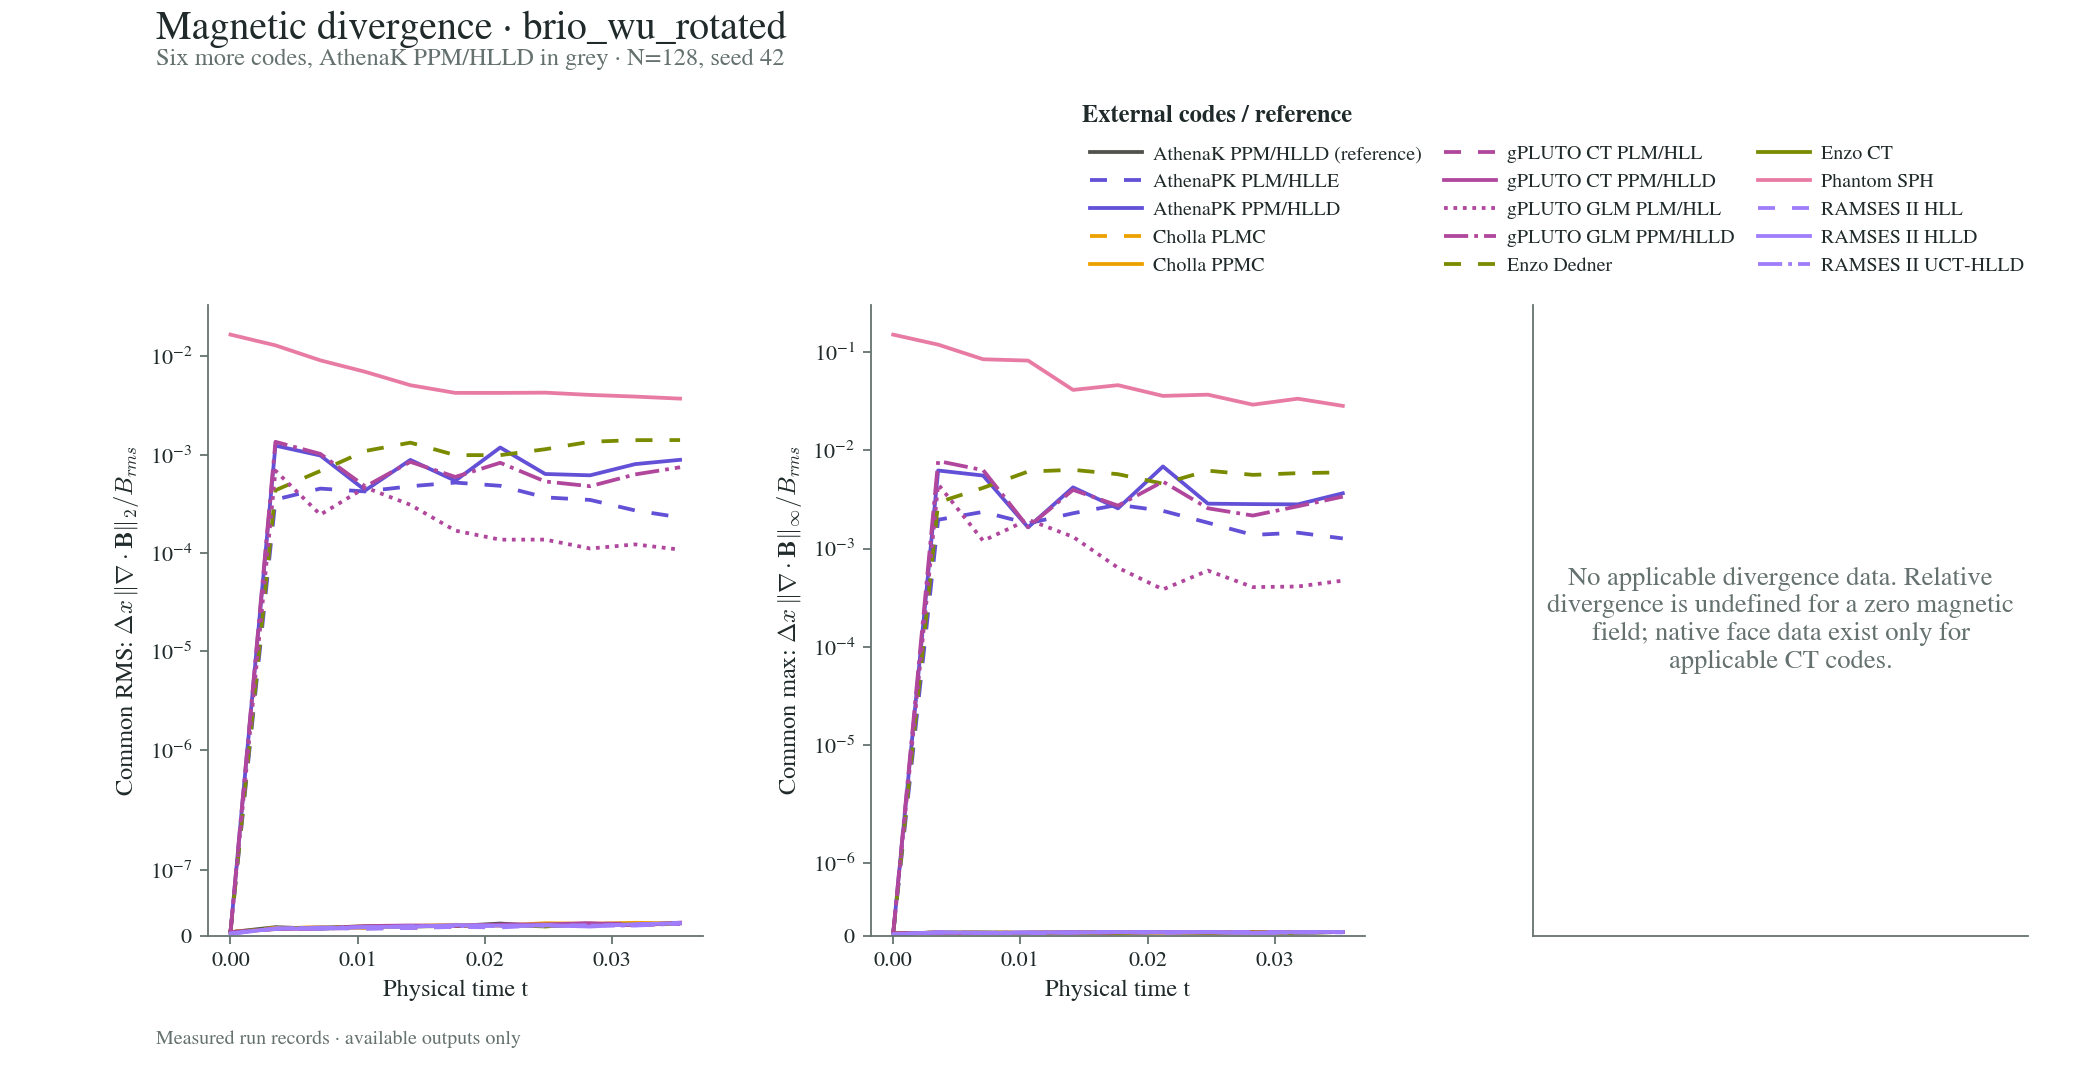 Magnetic divergence · brio_wu_rotated
Six more codes, AthenaK PPM/HLLD in grey · N=128, seed 42
External codes / reference
AthenaK PPM/HLLD (reference)
AthenaPK PLM/HLLE
AthenaPK PPM/HLLD
Cholla PLMC
Cholla PPMC
gPLUTO CT PLM/HLL
gPLUTO CT PPM/HLLD
gPLUTO GLM PLM/HLL
gPLUTO GLM PPM/HLLD
Enzo Dedner
Enzo CT
Phantom SPH
RAMSES II HLL
RAMSES II HLLD
RAMSES II UCT-HLLD
Common RMS: Δx ‖∇ · B‖₂/B_rms
10⁻²
10⁻³
10⁻⁴
10⁻⁵
10⁻⁶
10⁻⁷
0
0.00 0.01 0.02 0.03
Physical time t
Common max: Δx ‖∇ · B‖∞/B_rms
10⁻¹
10⁻²
10⁻³
10⁻⁴
10⁻⁵
10⁻⁶
0
0.00 0.01 0.02 0.03
Physical time t
No applicable divergence data. Relative
divergence is undefined for a zero magnetic
field; native face data exist only for
applicable CT codes.
Measured run records · available outputs only